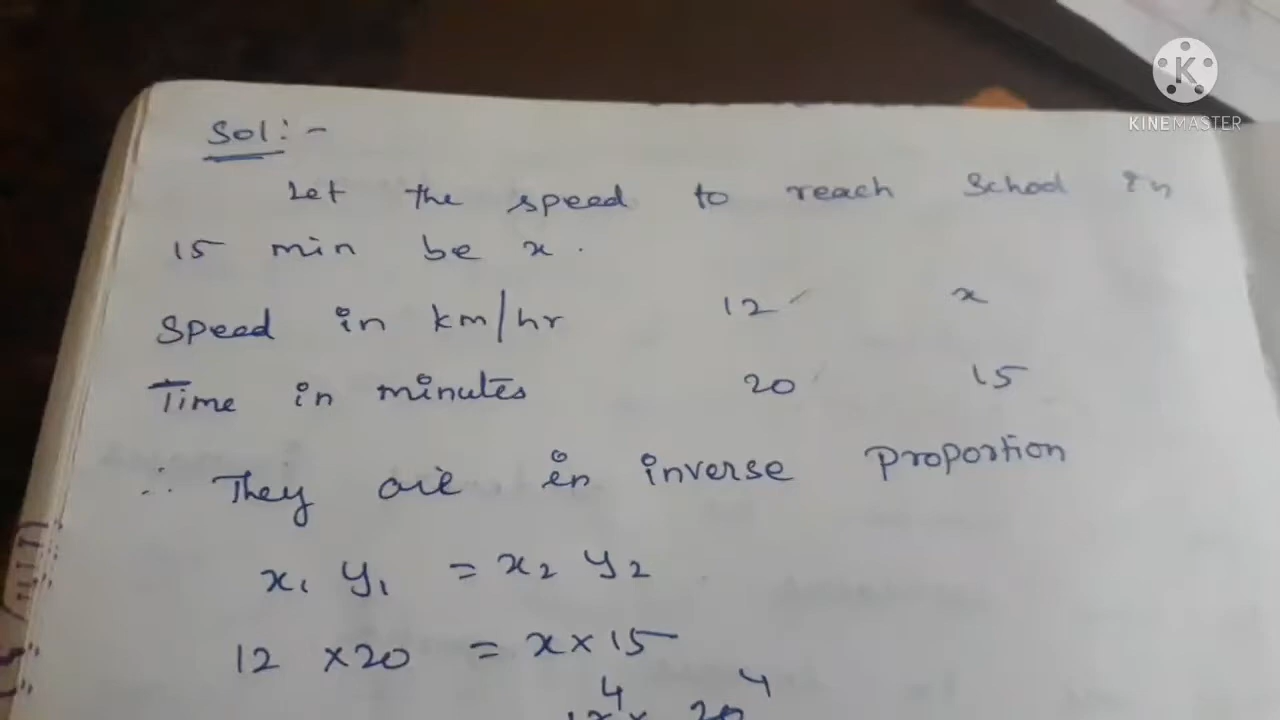 KINEMASTER
Sol:-
Let the speed to reach School in
15 min be x.
Speed in km/hr 12 x
Time in minutes 20 15
∴ They are in inverse proportion
x₁ y₁ = x₂ y₂
12 × 20 = x × 15